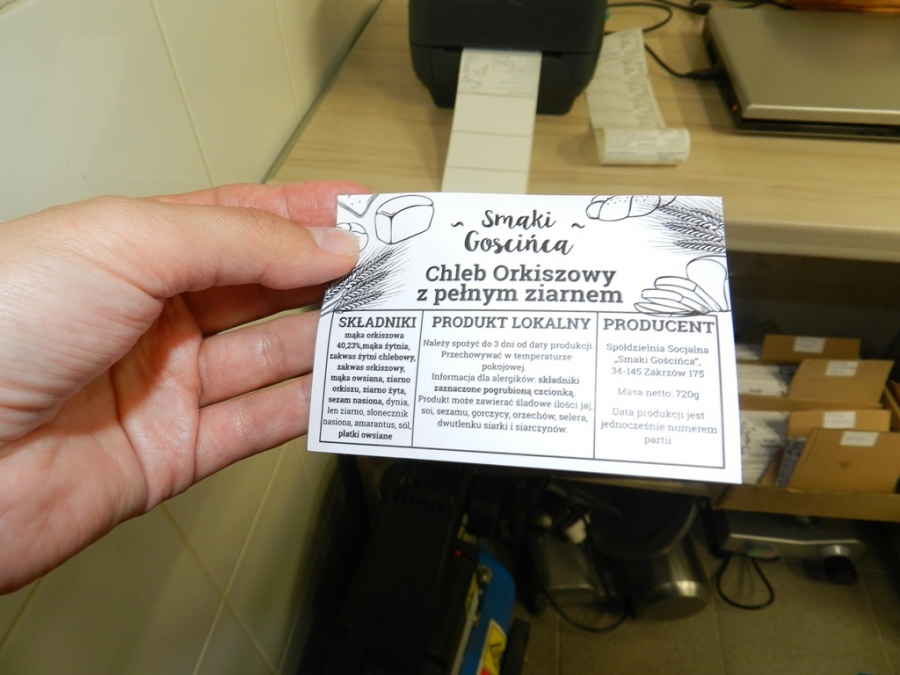 ~ Smaki ~
Gościńca
Chleb Orkiszowy
z pełnym ziarnem
SKŁADNIKI
mąka orkiszowa
40,23%,mąka żytnia,
zakwas żytni chlebowy,
zakwas orkiszowy,
mąka owsiana, ziarno
orkiszu, ziarno żyta,
sezam nasiona, dynia,
len ziarno, słonecznik
nasiona, amarantus, sól,
płatki owsiane
PRODUKT LOKALNY
Należy spożyć do 3 dni od daty produkcji.
Przechowywać w temperaturze
pokojowej.
Informacja dla alergików: składniki
zaznaczone pogrubioną czcionką.
Produkt może zawierać śladowe ilości jaj,
soi, sezamu, gorczycy, orzechów, selera,
dwutlenku siarki i siarczynów.
PRODUCENT
Spółdzielnia Socjalna
„Smaki Gościńca”,
34-145 Zakrzów 175
Masa netto: 720g
Data produkcji jest
jednocześnie numerem
partii